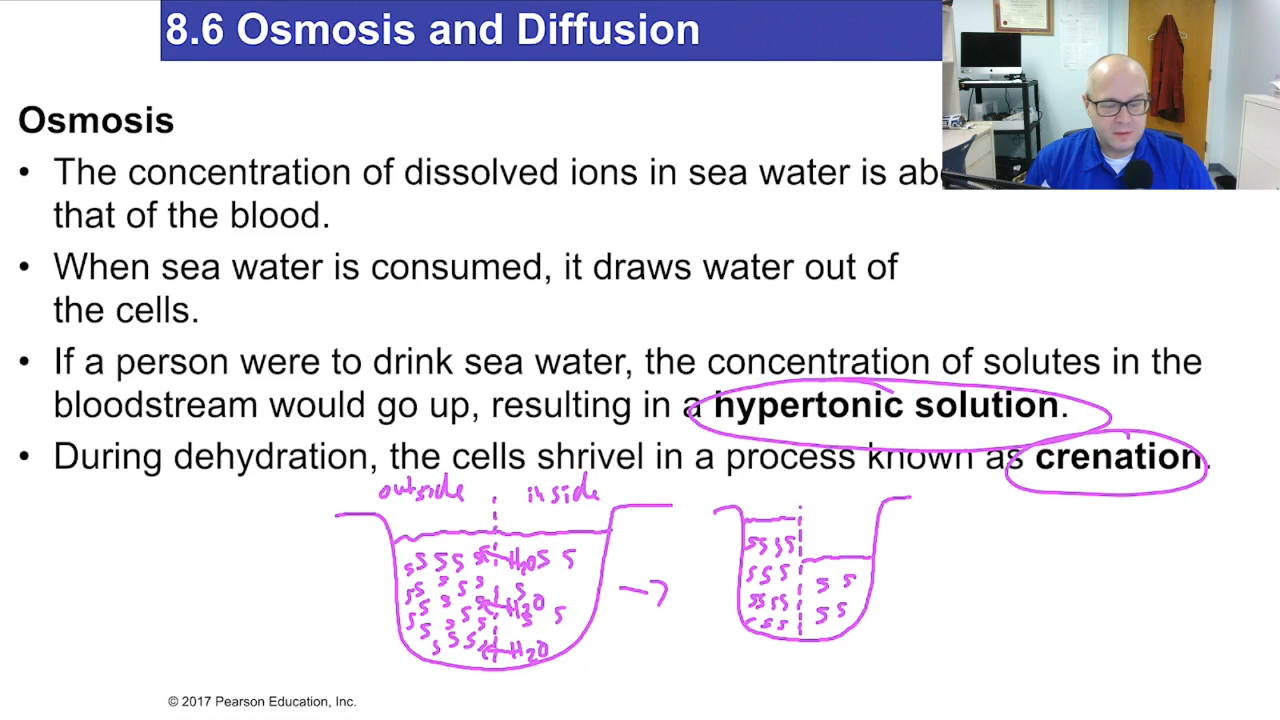 8.6 Osmosis and Diffusion
Osmosis
• The concentration of dissolved ions in sea water is
that of the blood.
• When sea water is consumed, it draws water out of
the cells.
• If a person were to drink sea water, the concentration of solutes in the
bloodstream would go up, resulting in a hypertonic solution.
• During dehydration, the cells shrivel in a process known as crenation.
outside inside
S S S S S H₂O S S
S S S S S S S
S S S S S H₂O S S
S S S S S S
S S S S H₂O
S S S S
S S S S S
S S S S S S
S S S
© 2017 Pearson Education, Inc.